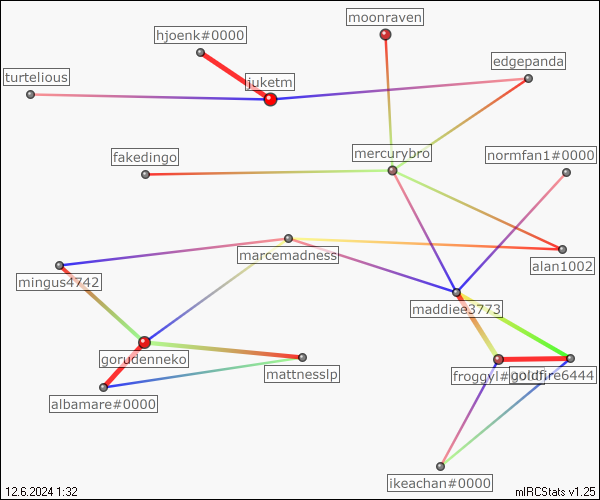 moonraven
hjoenk#0000
edgepanda
turtelious
juketm
mercurybro
normfan1#0000
fakedingo
marcemadness
alan1002
mingus4742
maddiee3773
gorudenneko
mattnesslp
froggyl#
goldfire6444
albamare#0000
ikeachan#0000
12.6.2024 1:32
mIRCStats v1.25